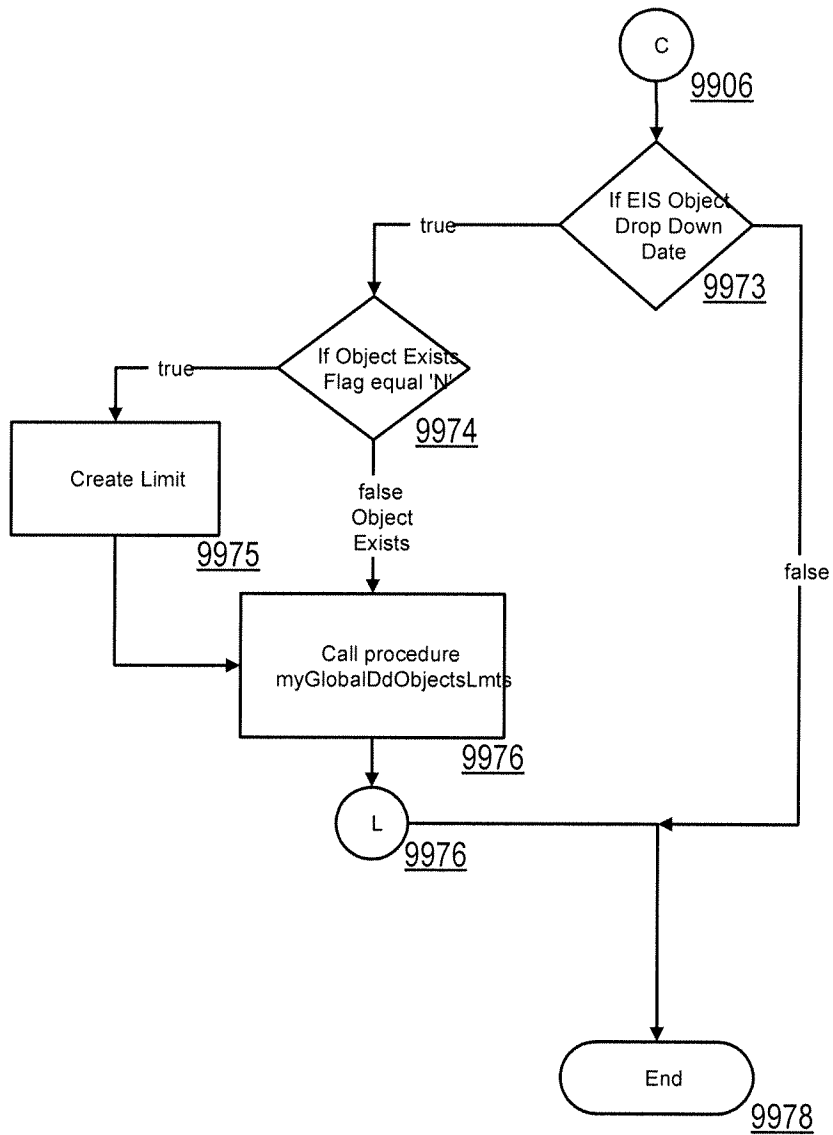 C
9906
If EIS Object
Drop Down
Date
9973
true
false
If Object Exists
Flag equal 'N'
9974
true
Create Limit
9975
false
Object
Exists
Call procedure
myGlobalDdObjectsLmts
9976
L
9976
End
9978